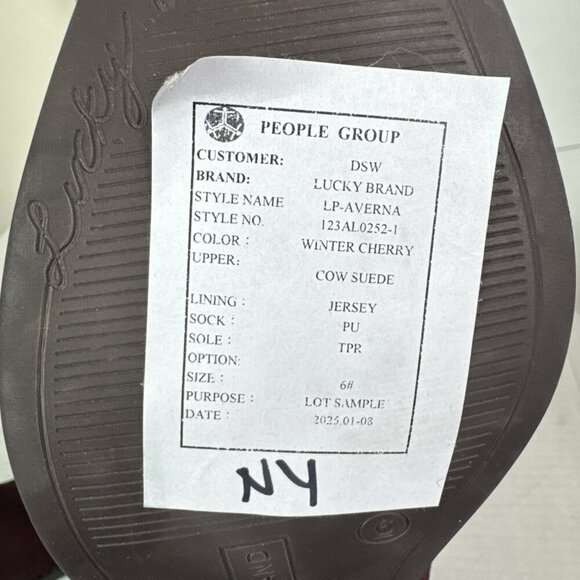 Lucky
PEOPLE GROUP
CUSTOMER: DSW
BRAND: LUCKY BRAND
STYLE NAME LP-AVERNA
STYLE NO. 123AL0252-1
COLOR : WINTER CHERRY
UPPER: COW SUEDE
LINING : JERSEY
SOCK : PU
SOLE : TPR
OPTION:
SIZE : 6#
PURPOSE : LOT SAMPLE
DATE : 2025.01-08
NY
6